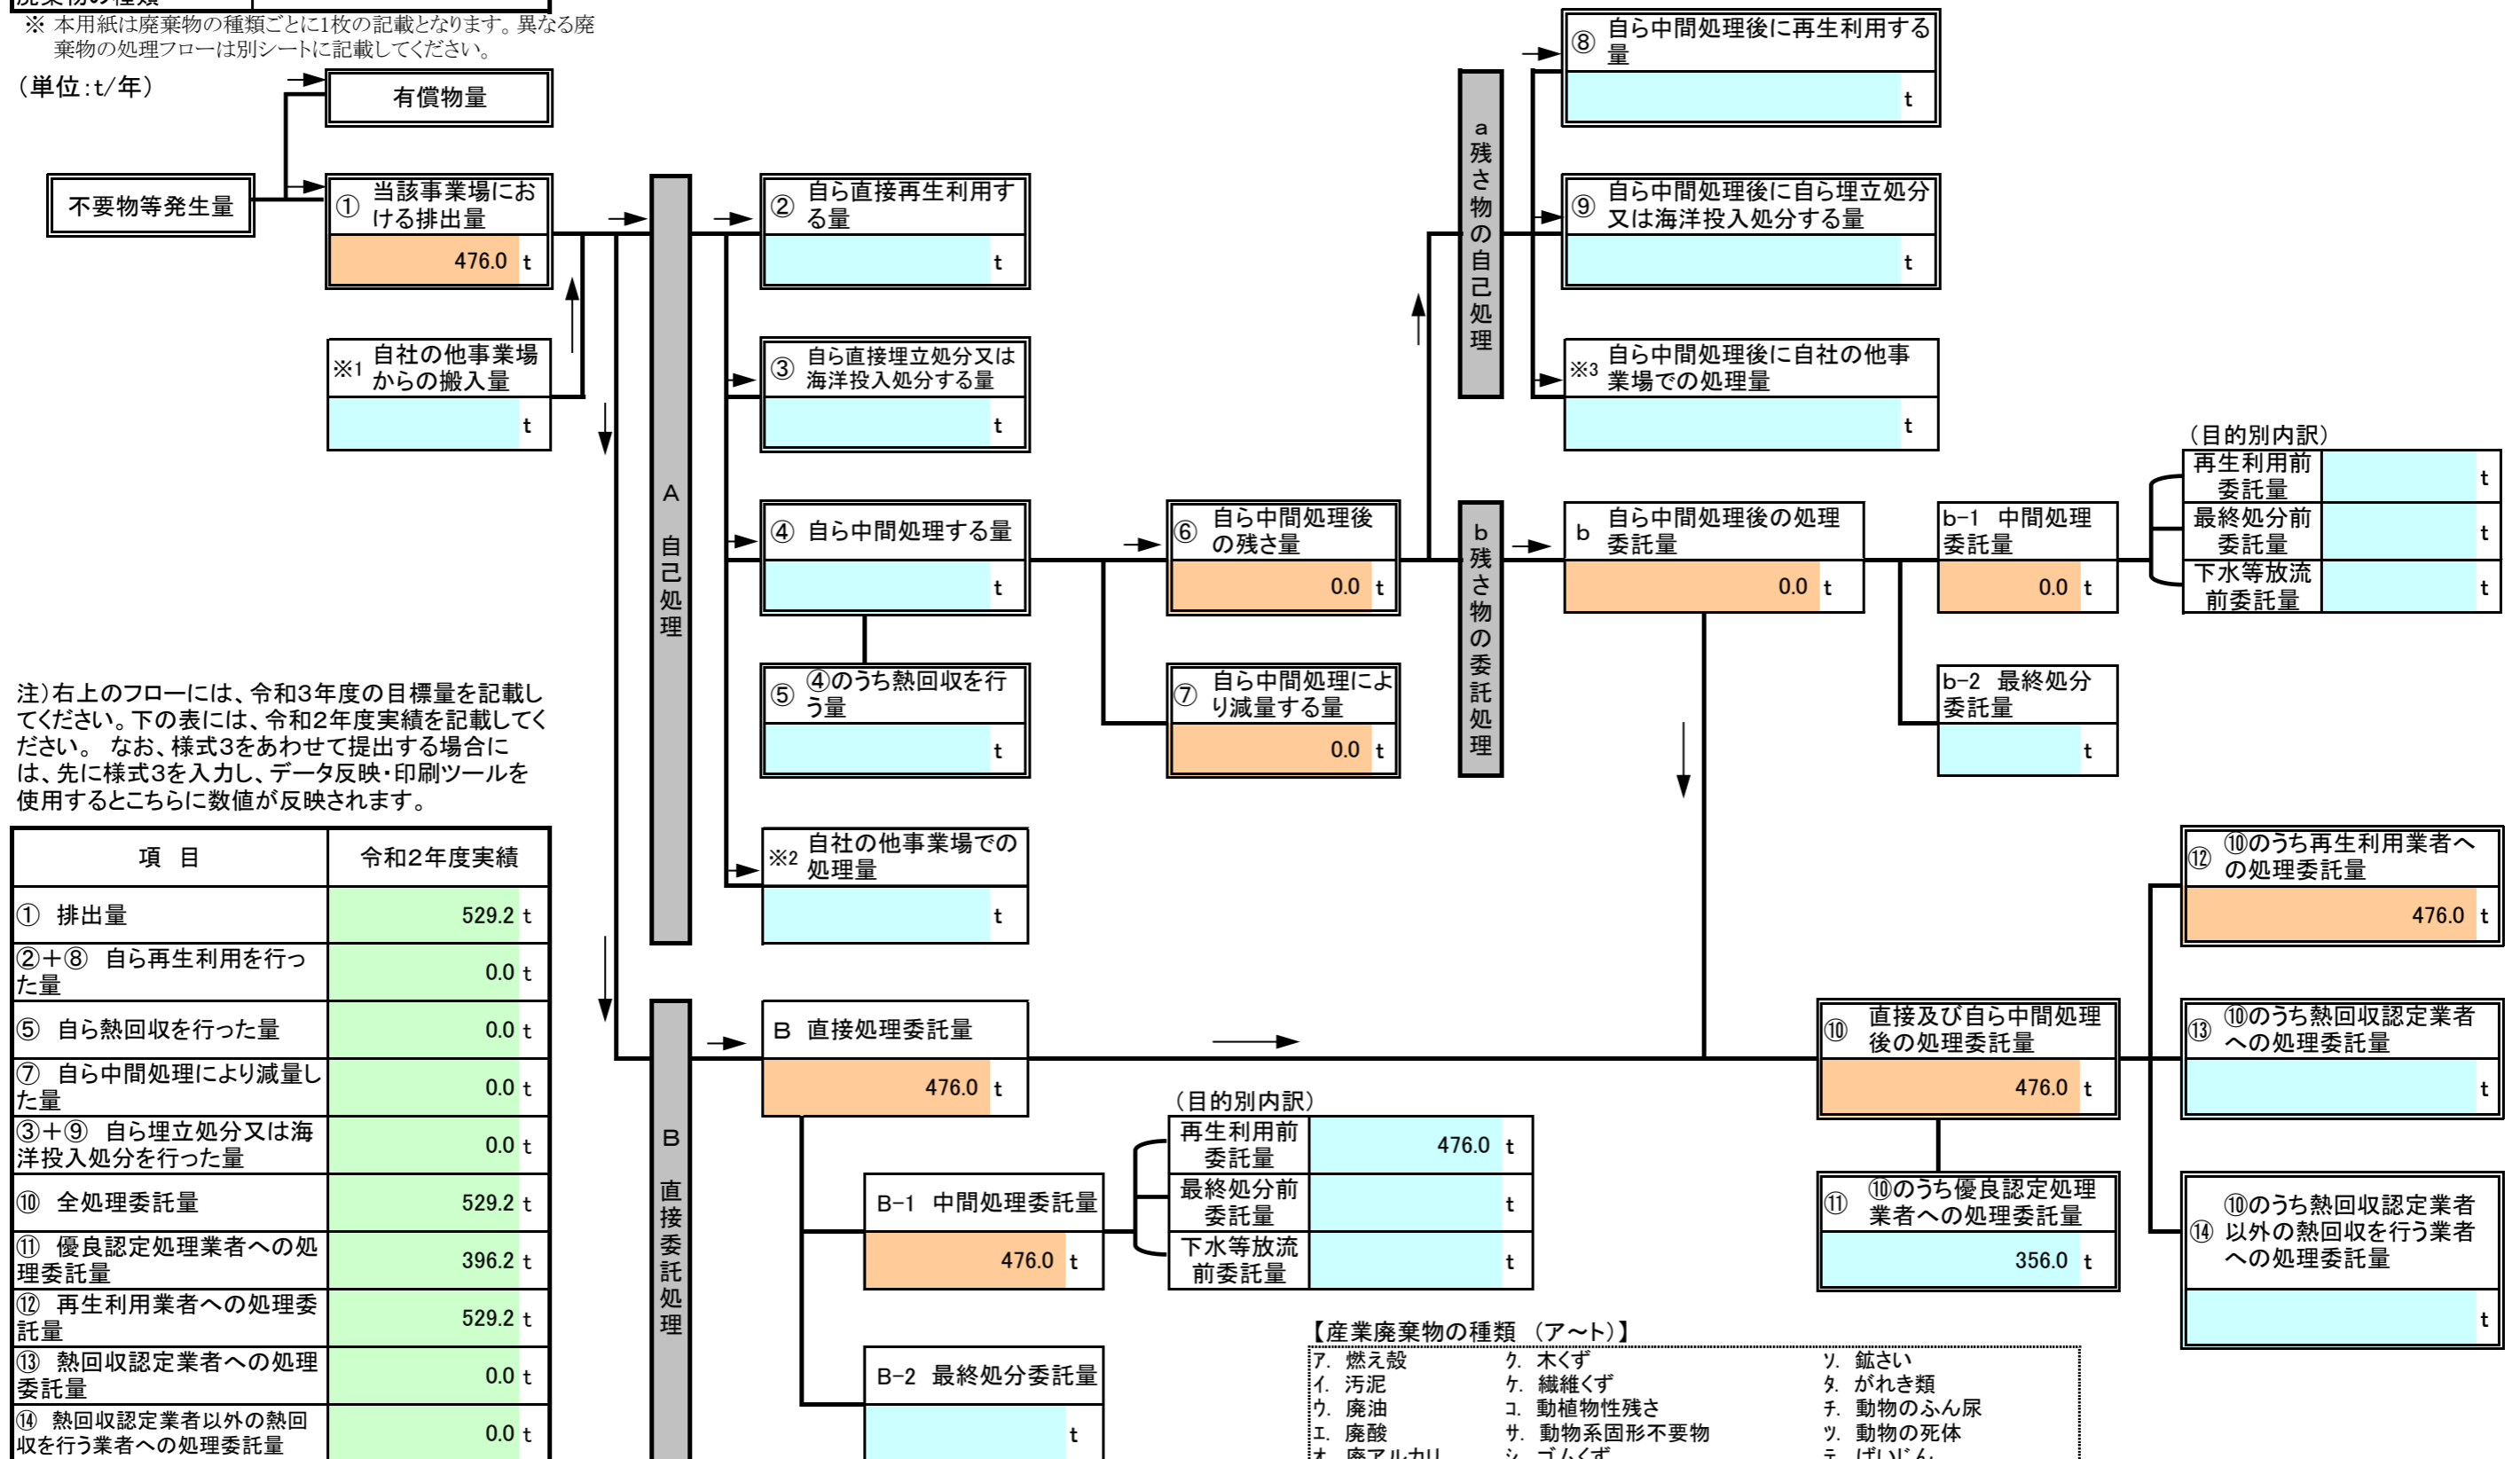 廃棄物の種類
※ 本用紙は廃棄物の種類ごとに1枚の記載となります。異なる廃
棄物の処理フローは別シートに記載してください。
（単位:t/年）
有償物量
不要物等発生量
① 当該事業場にお
ける排出量
476.0 t
※1 自社の他事業場
からの搬入量
t
A 自己処理
② 自ら直接再生利用す
る量
t
③ 自ら直接埋立処分又は
海洋投入処分する量
t
④ 自ら中間処理する量
t
⑤ ④のうち熱回収を行
う量
t
※2 自社の他事業場での
処理量
t
⑥ 自ら中間処理後
の残さ量
0.0 t
⑦ 自ら中間処理によ
り減量する量
0.0 t
a 残さ物の自己処理
⑧ 自ら中間処理後に再生利用する
量
t
⑨ 自ら中間処理後に自ら埋立処分
又は海洋投入処分する量
t
※3 自ら中間処理後に自社の他事
業場での処理量
t
b 残さ物の委託処理
b 自ら中間処理後の処理
委託量
0.0 t
b-1 中間処理
委託量
0.0 t
（目的別内訳）
再生利用前
委託量
t
最終処分前
委託量
t
下水等放流
前委託量
t
b-2 最終処分
委託量
t
注）右上のフローには、令和3年度の目標量を記載し
てください。下の表には、令和2年度実績を記載してく
ださい。 なお、様式3をあわせて提出する場合に
は、先に様式3を入力し、データ反映・印刷ツールを
使用するとこちらに数値が反映されます。
項 目 令和2年度実績
① 排出量 529.2 t
②＋⑧ 自ら再生利用を行っ
た量 0.0 t
⑤ 自ら熱回収を行った量 0.0 t
⑦ 自ら中間処理により減量し
た量 0.0 t
③＋⑨ 自ら埋立処分又は海
洋投入処分を行った量 0.0 t
⑩ 全処理委託量 529.2 t
⑪ 優良認定処理業者への処
理委託量 396.2 t
⑫ 再生利用業者への処理委
託量 529.2 t
⑬ 熱回収認定業者への処理
委託量 0.0 t
⑭ 熱回収認定業者以外の熱回
収を行う業者への処理委託量 0.0 t
B 直接委託処理
B 直接処理委託量
476.0 t
B-1 中間処理委託量
476.0 t
（目的別内訳）
再生利用前
委託量
476.0 t
最終処分前
委託量
t
下水等放流
前委託量
t
B-2 最終処分委託量
t
⑩ 直接及び自ら中間処理
後の処理委託量
476.0 t
⑪ ⑩のうち優良認定処理
業者への処理委託量
356.0 t
⑫ ⑩のうち再生利用業者へ
の処理委託量
476.0 t
⑬ ⑩のうち熱回収認定業者
への処理委託量
t
⑭ ⑩のうち熱回収認定業者
以外の熱回収を行う業者
への処理委託量
t
【産業廃棄物の種類 （ア～ト）】
ア. 燃え殻 ク. 木くず ソ. 鉱さい
イ. 汚泥 ケ. 繊維くず タ. がれき類
ウ. 廃油 コ. 動植物性残さ チ. 動物のふん尿
エ. 廃酸 サ. 動物系固形不要物 ツ. 動物の死体
オ. 廃アルカリ シ. ゴムくず テ. ばいじん